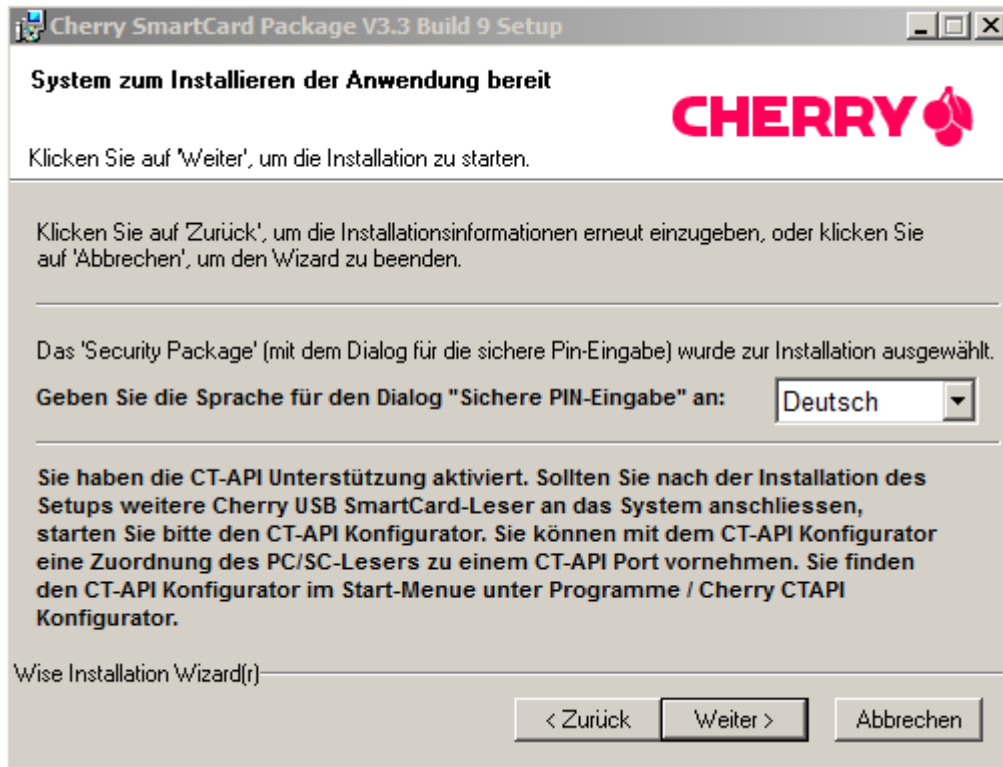 Cherry SmartCard Package V3.3 Build 9 Setup
System zum Installieren der Anwendung bereit
CHERRY
Klicken Sie auf 'Weiter', um die Installation zu starten.
Klicken Sie auf 'Zurück', um die Installationsinformationen erneut einzugeben, oder klicken Sie
auf 'Abbrechen', um den Wizard zu beenden.
Das 'Security Package' (mit dem Dialog für die sichere Pin-Eingabe) wurde zur Installation ausgewählt.
Geben Sie die Sprache für den Dialog "Sichere PIN-Eingabe" an:
Deutsch
Sie haben die CT-API Unterstützung aktiviert. Sollten Sie nach der Installation des
Setups weitere Cherry USB SmartCard-Leser an das System anschliessen,
starten Sie bitte den CT-API Konfigurator. Sie können mit dem CT-API Konfigurator
eine Zuordnung des PC/SC-Lesers zu einem CT-API Port vornehmen. Sie finden
den CT-API Konfigurator im Start-Menue unter Programme / Cherry CTAPI
Konfigurator.
Wise Installation Wizard(r)
< Zurück
Weiter >
Abbrechen